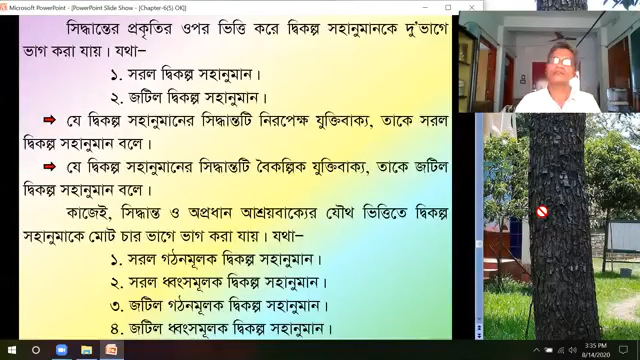 PowerPoint Slide Show - [Chapter-6(5) OK]
Microsoft PowerPoint
সিদ্ধান্তের প্রকৃতির ওপর ভিত্তি করে দ্বিকল্প সহানুমানকে দু'ভাগে
ভাগ করা যায়। যথা–
১. সরল দ্বিকল্প সহানুমান।
২. জটিল দ্বিকল্প সহানুমান।
যে দ্বিকল্প সহানুমানের সিদ্ধান্তটি নিরপেক্ষ যুক্তিবাক্য, তাকে সরল
দ্বিকল্প সহানুমান বলে।
যে দ্বিকল্প সহানুমানের সিদ্ধান্তটি বৈকল্পিক যুক্তিবাক্য, তাকে জটিল
দ্বিকল্প সহানুমান বলে।
কাজেই, সিদ্ধান্ত ও অপ্রধান আশ্রয়বাক্যের যৌথ ভিত্তিতে দ্বিকল্প
সহানুমাকে মোট চার ভাগে ভাগ করা যায়। যথা–
১. সরল গঠনমূলক দ্বিকল্প সহানুমান।
২. সরল ধ্বংসমূলক দ্বিকল্প সহানুমান।
৩. জটিল গঠনমূলক দ্বিকল্প সহানুমান।
৪. জটিল ধ্বংসমূলক দ্বিকল্প সহানুমান।
3:35 PM
8/14/2020